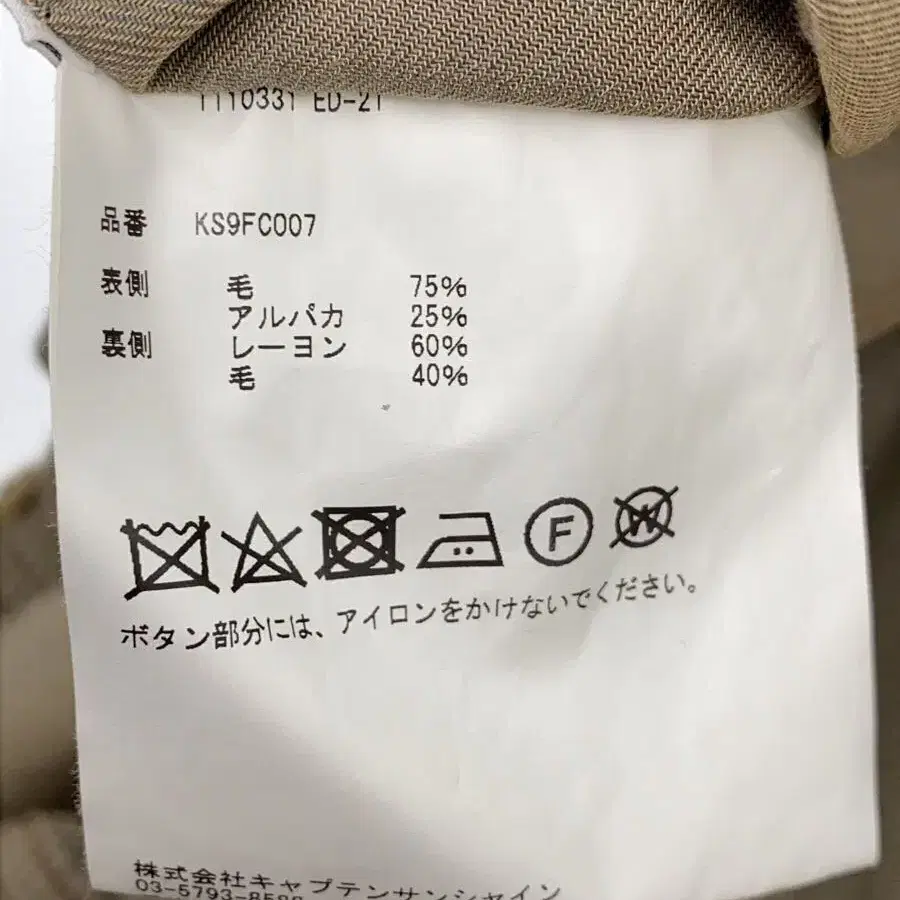 1110331 ED-21
品番 KS9FC007
表側 毛 75%
アルパカ 25%
裏側 レーヨン 60%
毛 40%
F W
ボタン部分には、アイロンをかけないでください。
株式会社キャプテンサンシャイン